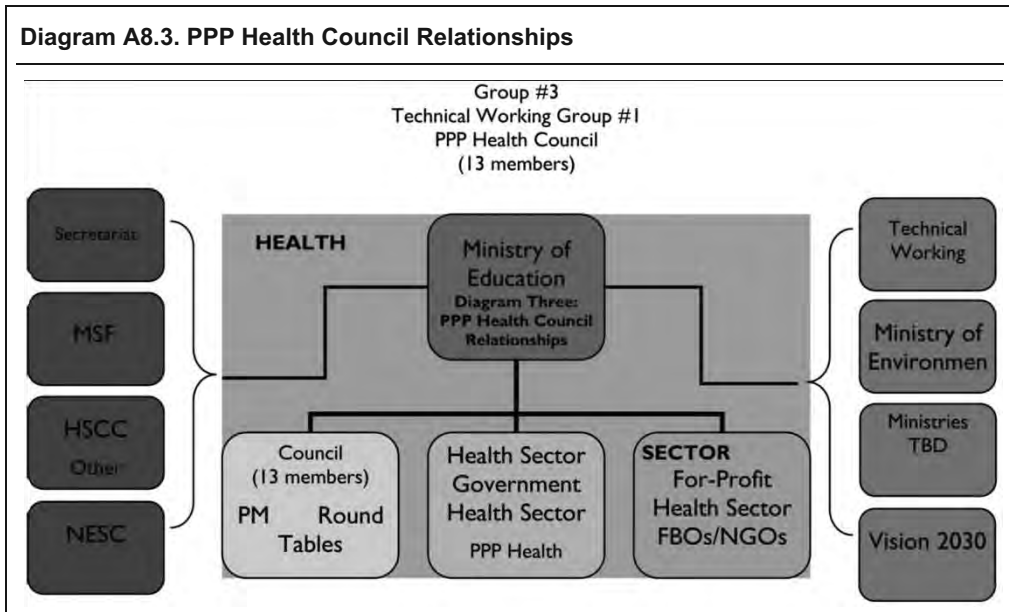 Diagram A8.3. PPP Health Council Relationships
Group #3
Technical Working Group #1
PPP Health Council
(13 members)
Secretariat
MSF
HSCC
Other
NESC
HEALTH
Ministry of
Education
Diagram Three:
PPP Health Council
Relationships
Council
(13 members)
PM Round
Tables
Health Sector
Government
Health Sector
PPP Health
SECTOR
For-Profit
Health Sector
FBOs/NGOs
Technical
Working
Ministry of
Environmen
Ministries
TBD
Vision 2030